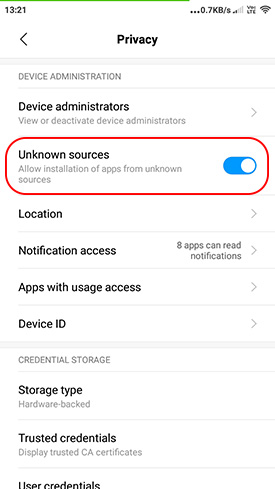 13:21 ...0.7KB/s VoLTE
Privacy
DEVICE ADMINISTRATION
Device administrators
View or deactivate device administrators
Unknown sources
Allow installation of apps from unknown
sources
Location
Notification access
8 apps can read
notifications
Apps with usage access
Device ID
CREDENTIAL STORAGE
Storage type
Hardware-backed
Trusted credentials
Display trusted CA certificates
User credentials